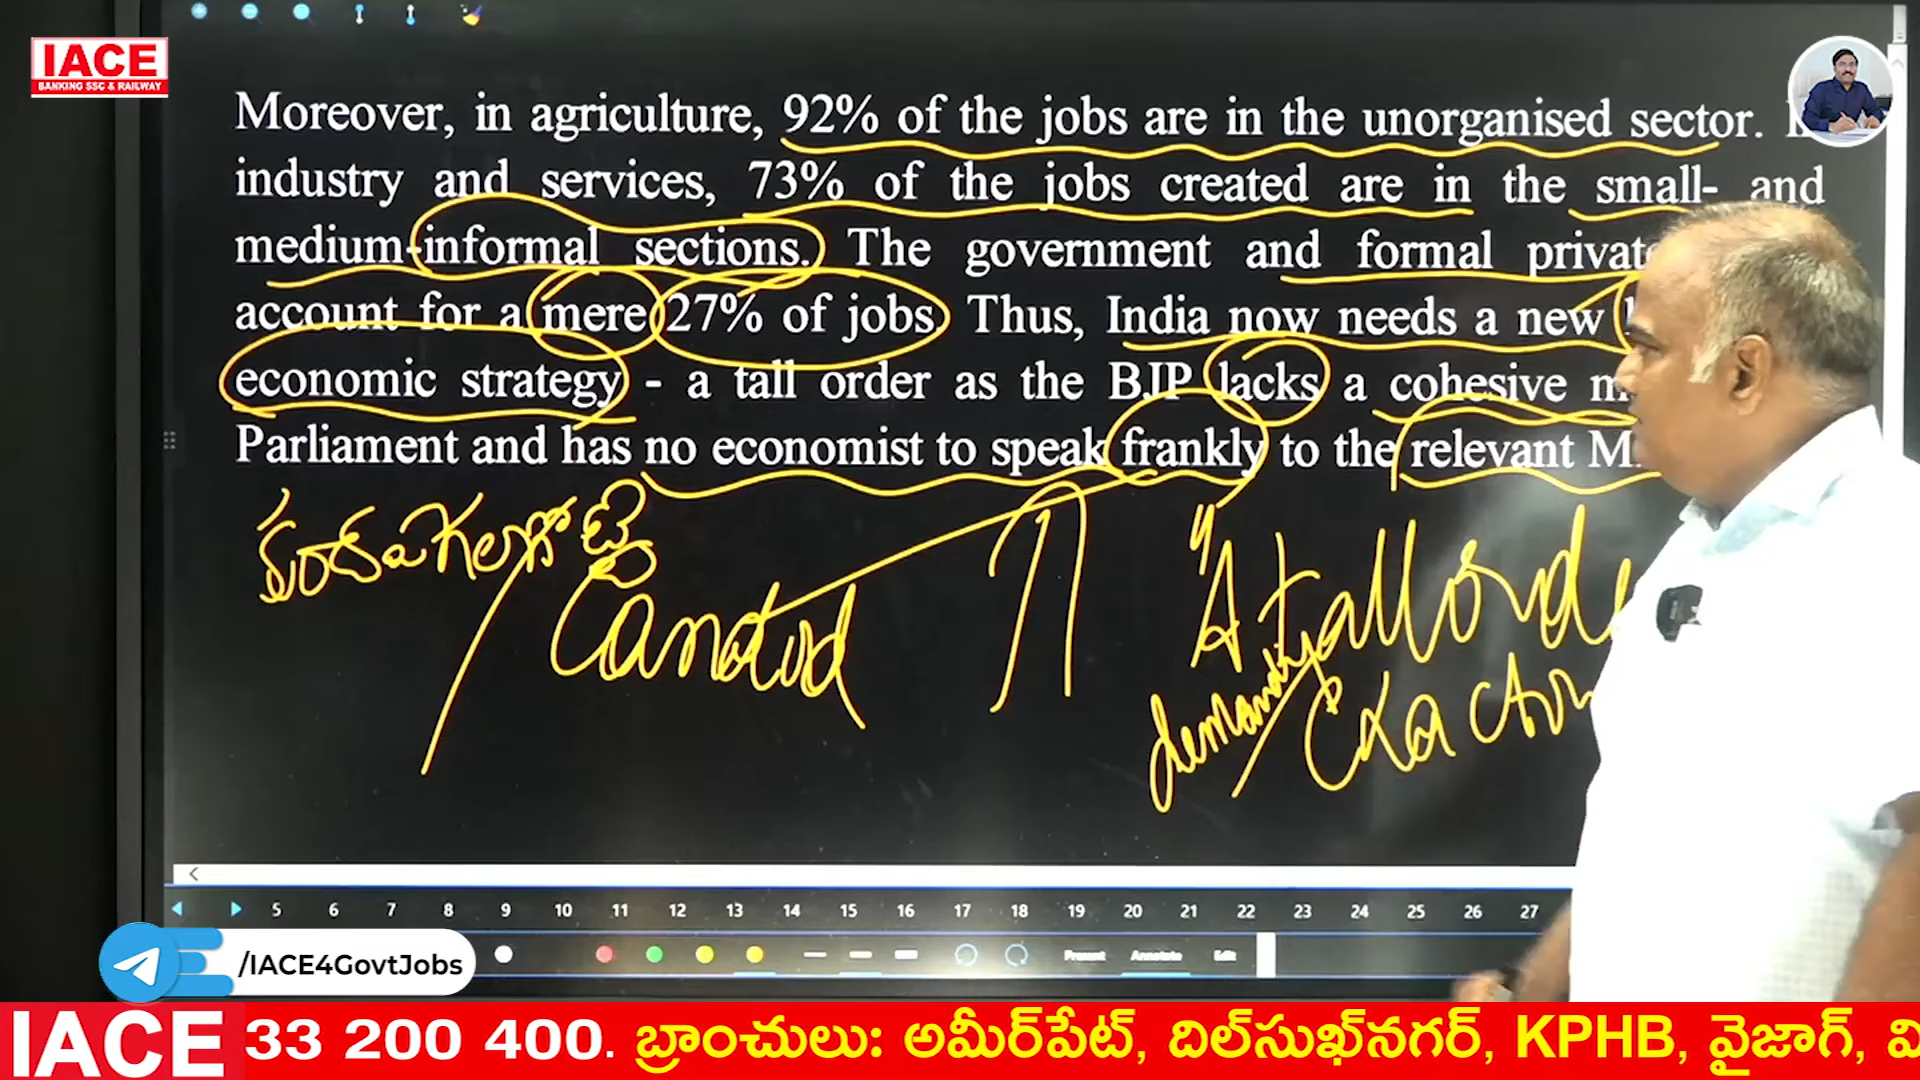 IACE
BANKING SSC & RAILWAY
Moreover, in agriculture, 92% of the jobs are in the unorganised sector.
industry and services, 73% of the jobs created are in the small- and
medium-informal sections. The government and formal private
account for a mere 27% of jobs. Thus, India now needs a new
economic strategy - a tall order as the BJP lacks a cohesive
Parliament and has no economist to speak frankly to the relevant
"A tall orde
demanding
Candid
5 6 7 8 9 10 11 12 13 14 15 16 17 18 19 20 21 22 23 24 25 26 27
Present Annotate Edit
/IACE4GovtJobs
IACE 33 200 400. బ్రాంచులు: అమీర్‌పేట్, దిల్‌సుఖ్‌నగర్, KPHB, వైజాగ్, వి